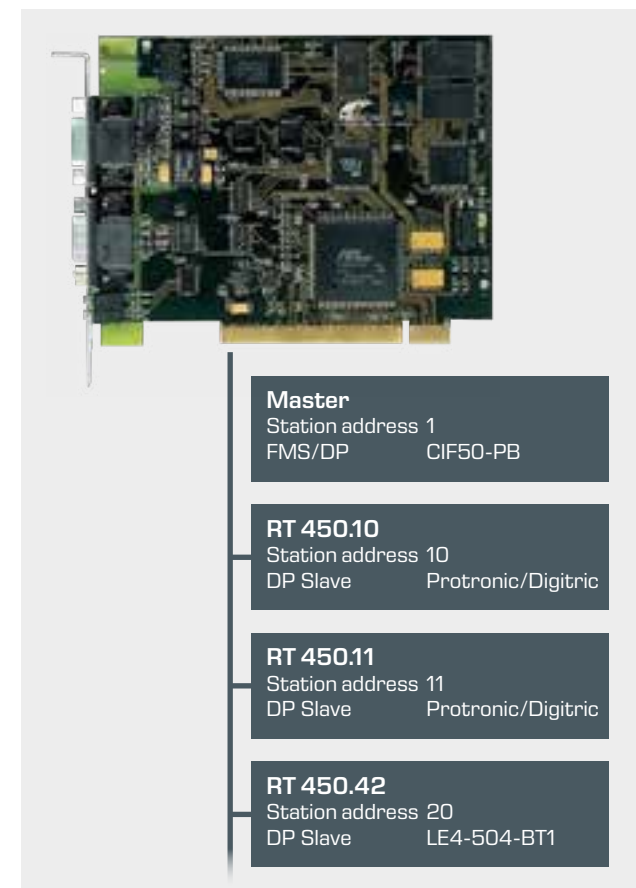 Master
Station address 1
FMS/DP CIF50-PB
RT 450.10
Station address 10
DP Slave Protronic/Digitric
RT 450.11
Station address 11
DP Slave Protronic/Digitric
RT 450.42
Station address 20
DP Slave LE4-504-BT1